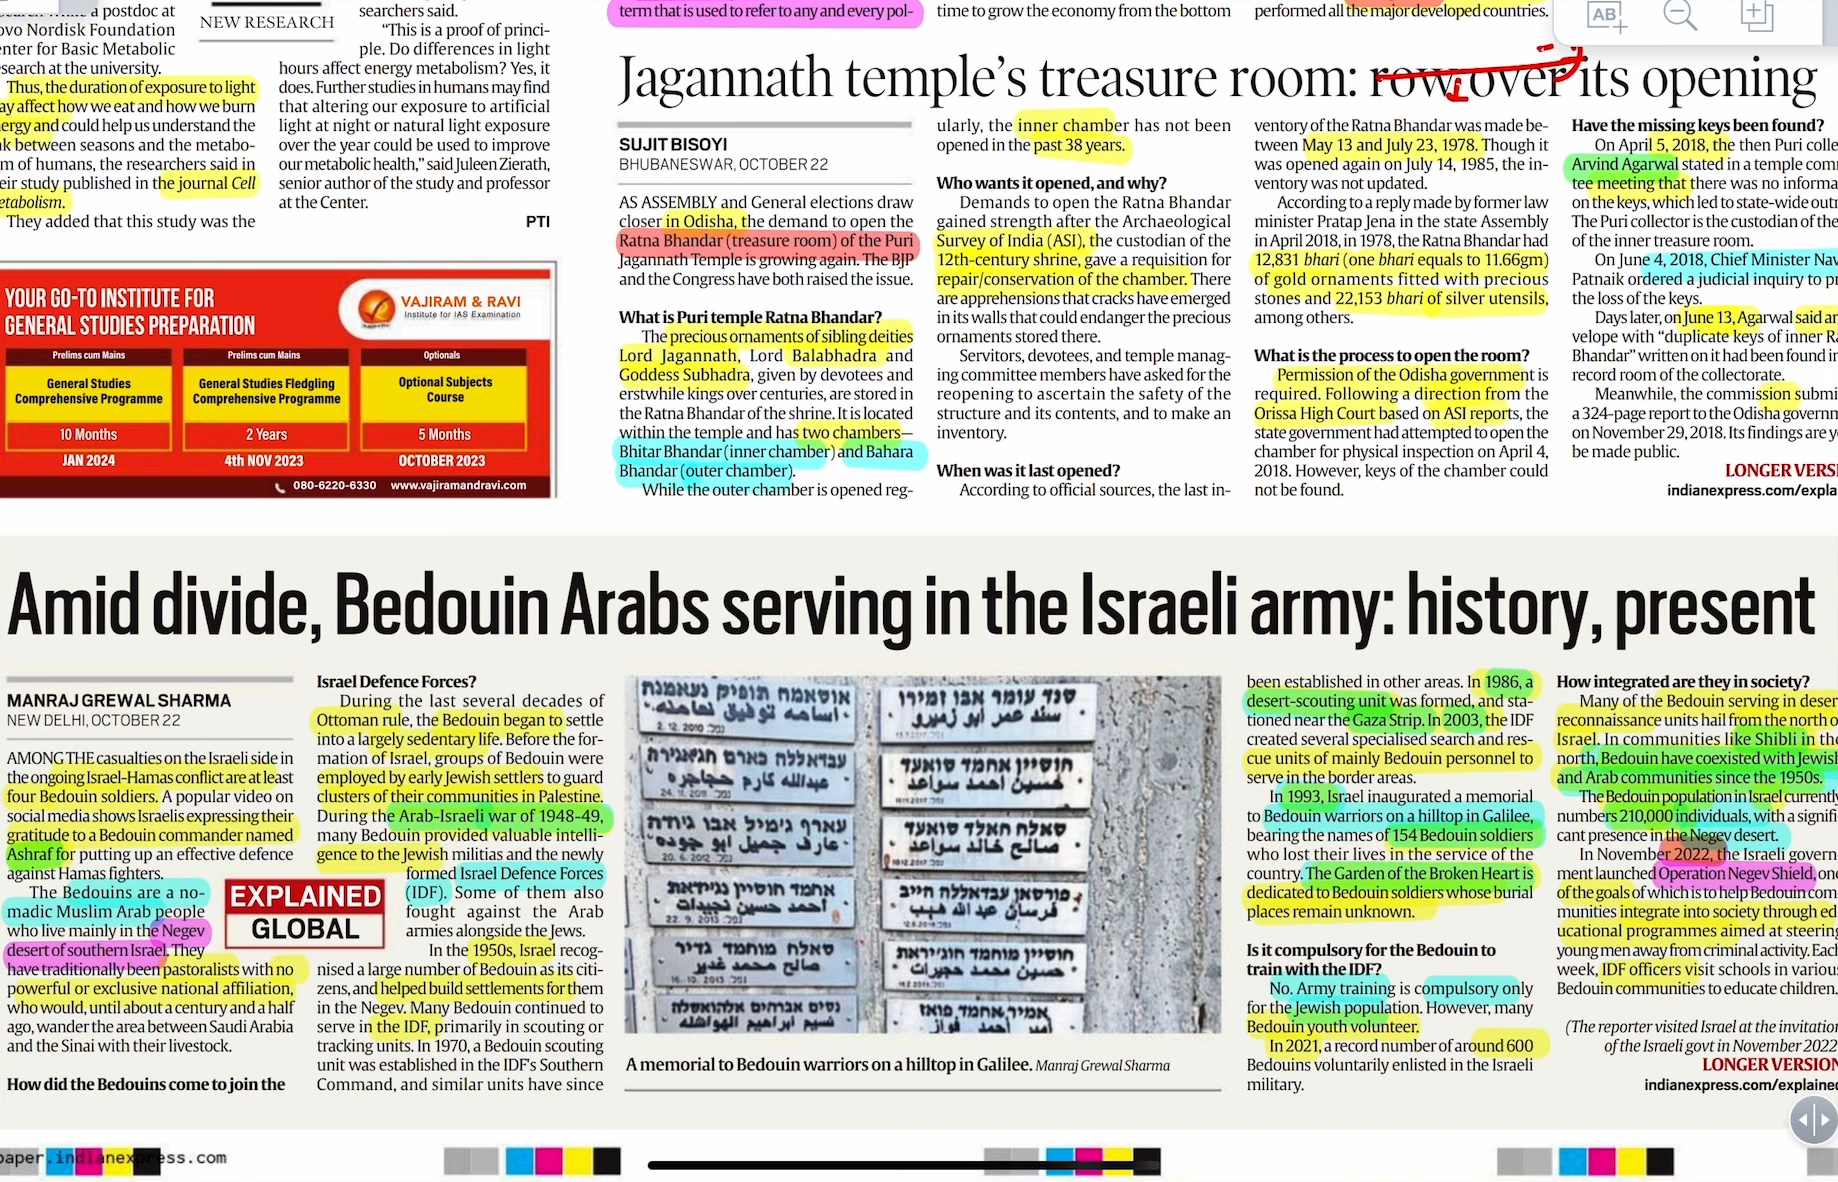 a postdoc at
ovo Nordisk Foundation
enter for Basic Metabolic
search at the university.
Thus, the duration of exposure to light
ay affect how we eat and how we burn
ergy and could help us understand the
nk between seasons and the metabo-
m of humans, the researchers said in
eir study published in the journal Cell
etabolism.
They added that this study was the
NEW RESEARCH
searchers said.
"This is a proof of princi-
ple. Do differences in light
hours affect energy metabolism? Yes, it
does. Further studies in humans may find
that altering our exposure to artificial
light at night or natural light exposure
over the year could be used to improve
our metabolic health," said Juleen Zierath,
senior author of the study and professor
at the Center.
PTI
YOUR GO-TO INSTITUTE FOR
GENERAL STUDIES PREPARATION
VAJIRAM & RAVI
Institute for IAS Examination
Prelims cum Mains
General Studies
Comprehensive Programme
10 Months
JAN 2024
Prelims cum Mains
General Studies Fledgling
Comprehensive Programme
2 Years
4th NOV 2023
Optionals
Optional Subjects
Course
5 Months
OCTOBER 2023
080-6220-6330 www.vajiramandravi.com
term that is used to refer to any and every pol-
time to grow the economy from the bottom
performed all the major developed countries.
AB
Jagannath temple's treasure room: row over its opening
SUJIT BISOYI
BHUBANESWAR, OCTOBER 22
AS ASSEMBLY and General elections draw
closer in Odisha, the demand to open the
Ratna Bhandar (treasure room) of the Puri
Jagannath Temple is growing again. The BJP
and the Congress have both raised the issue.
What is Puri temple Ratna Bhandar?
The precious ornaments of sibling deities
Lord Jagannath, Lord Balabhadra and
Goddess Subhadra, given by devotees and
erstwhile kings over centuries, are stored in
the Ratna Bhandar of the shrine. It is located
within the temple and has two chambers—
Bhitar Bhandar (inner chamber) and Bahara
Bhandar (outer chamber).
While the outer chamber is opened reg-
ularly, the inner chamber has not been
opened in the past 38 years.
Who wants it opened, and why?
Demands to open the Ratna Bhandar
gained strength after the Archaeological
Survey of India (ASI), the custodian of the
12th-century shrine, gave a requisition for
repair/conservation of the chamber. There
are apprehensions that cracks have emerged
in its walls that could endanger the precious
ornaments stored there.
Servitors, devotees, and temple manag-
ing committee members have asked for the
reopening to ascertain the safety of the
structure and its contents, and to make an
inventory.
When was it last opened?
According to official sources, the last in-
ventory of the Ratna Bhandar was made be-
tween May 13 and July 23, 1978. Though it
was opened again on July 14, 1985, the in-
ventory was not updated.
According to a reply made by former law
minister Pratap Jena in the state Assembly
in April 2018, in 1978, the Ratna Bhandar had
12,831 bhari (one bhari equals to 11.66gm)
of gold ornaments fitted with precious
stones and 22,153 bhari of silver utensils,
among others.
What is the process to open the room?
Permission of the Odisha government is
required. Following a direction from the
Orissa High Court based on ASI reports, the
state government had attempted to open the
chamber for physical inspection on April 4,
2018. However, keys of the chamber could
not be found.
Have the missing keys been found?
On April 5, 2018, the then Puri colle
Arvind Agarwal stated in a temple comm
tee meeting that there was no informa
on the keys, which led to state-wide outr
The Puri collector is the custodian of the
of the inner treasure room.
On June 4, 2018, Chief Minister Nav
Patnaik ordered a judicial inquiry to pr
the loss of the keys.
Days later, on June 13, Agarwal said an
velope with "duplicate keys of inner Ra
Bhandar" written on it had been found in
record room of the collectorate.
Meanwhile, the commission submi
a 324-page report to the Odisha governm
on November 29, 2018. Its findings are ye
be made public.
LONGER VERSI
indianexpress.com/expla
Amid divide, Bedouin Arabs serving in the Israeli army: history, present
MANRAJ GREWAL SHARMA
NEW DELHI, OCTOBER 22
AMONG THE casualties on the Israeli side in
the ongoing Israel-Hamas conflict are at least
four Bedouin soldiers. A popular video on
social media shows Israelis expressing their
gratitude to a Bedouin commander named
Ashraf for putting up an effective defence
against Hamas fighters.
The Bedouins are a no-
madic Muslim Arab people
who live mainly in the Negev
desert of southern Israel. They
have traditionally been pastoralists with no
powerful or exclusive national affiliation,
who would, until about a century and a half
ago, wander the area between Saudi Arabia
and the Sinai with their livestock.
How did the Bedouins come to join the
EXPLAINED
GLOBAL
Israel Defence Forces?
During the last several decades of
Ottoman rule, the Bedouin began to settle
into a largely sedentary life. Before the for-
mation of Israel, groups of Bedouin were
employed by early Jewish settlers to guard
clusters of their communities in Palestine.
During the Arab-Israeli war of 1948-49,
many Bedouin provided valuable intelli-
gence to the Jewish militias and the newly
formed Israel Defence Forces
(IDF). Some of them also
fought against the Arab
armies alongside the Jews.
In the 1950s, Israel recog-
nised a large number of Bedouin as its citi-
zens, and helped build settlements for them
in the Negev. Many Bedouin continued to
serve in the IDF, primarily in scouting or
tracking units. In 1970, a Bedouin scouting
unit was established in the IDF's Southern
Command, and similar units have since
A memorial to Bedouin warriors on a hilltop in Galilee. Manraj Grewal Sharma
been established in other areas. In 1986, a
desert-scouting unit was formed, and sta-
tioned near the Gaza Strip. In 2003, the IDF
created several specialised search and res-
cue units of mainly Bedouin personnel to
serve in the border areas.
In 1993, Israel inaugurated a memorial
to Bedouin warriors on a hilltop in Galilee,
bearing the names of 154 Bedouin soldiers
who lost their lives in the service of the
country. The Garden of the Broken Heart is
dedicated to Bedouin soldiers whose burial
places remain unknown.
Is it compulsory for the Bedouin to
train with the IDF?
No. Army training is compulsory only
for the Jewish population. However, many
Bedouin youth volunteer.
In 2021, a record number of around 600
Bedouins voluntarily enlisted in the Israeli
military.
How integrated are they in society?
Many of the Bedouin serving in deser
reconnaissance units hail from the north o
Israel. In communities like Shibli in the
north, Bedouin have coexisted with Jewish
and Arab communities since the 1950s.
The Bedouin population in Israel currently
numbers 210,000 individuals, with a signifi
cant presence in the Negev desert.
In November 2022, the Israeli govern
ment launched Operation Negev Shield, one
of the goals of which is to help Bedouin com
munities integrate into society through ed
ucational programmes aimed at steering
young men away from criminal activity. Each
week, IDF officers visit schools in various
Bedouin communities to educate children.
(The reporter visited Israel at the invitation
of the Israeli govt in November 2022
LONGER VERSION
indianexpress.com/explained
paper.indianexpress.com